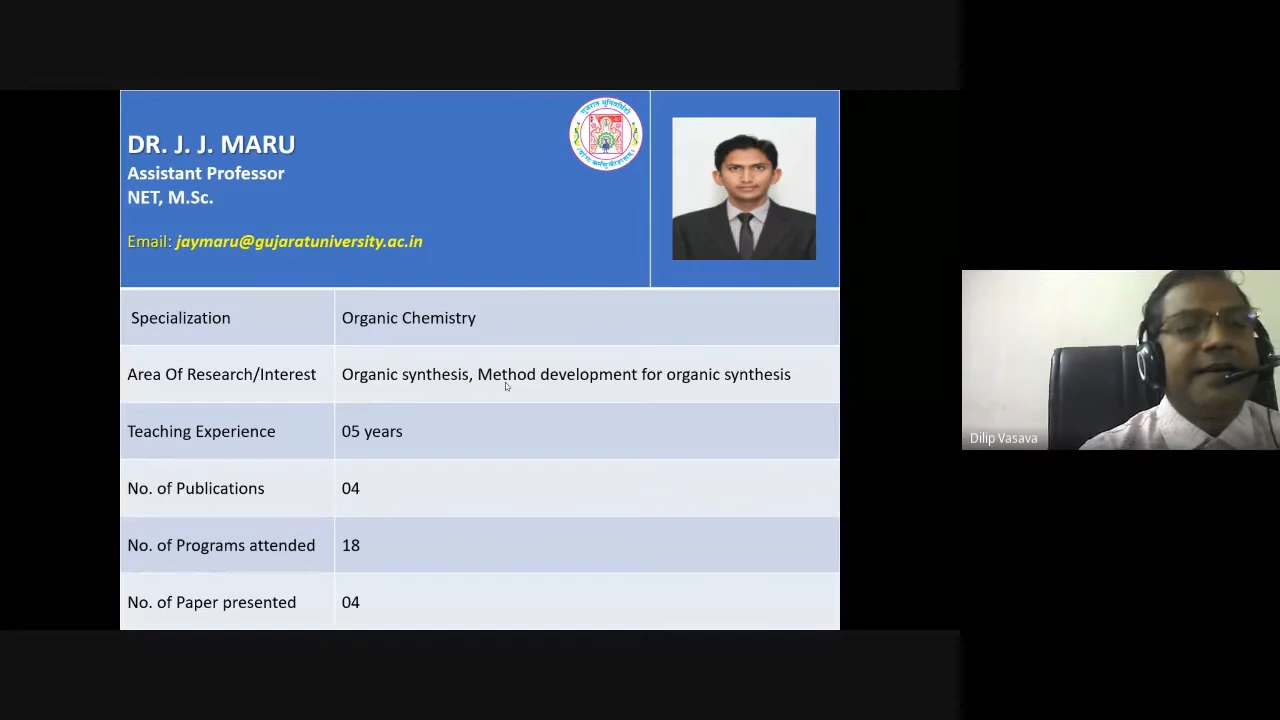 DR. J. J. MARU
Assistant Professor
NET, M.Sc.
Email: jaymaru@gujaratuniversity.ac.in
Specialization
Organic Chemistry
Area Of Research/Interest
Organic synthesis, Method development for organic synthesis
Teaching Experience
05 years
No. of Publications
04
No. of Programs attended
18
No. of Paper presented
04
Dilip Vasava